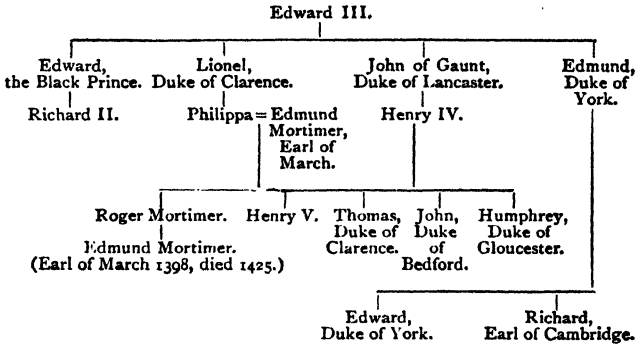 Edward III.
Edward, Lionel, John of Gaunt, Edmund,
the Black Prince. Duke of Clarence. Duke of Lancaster. Duke of
York.
Richard II. Philippa = Edmund Henry IV.
Mortimer,
Earl of
March.
Roger Mortimer. Henry V. Thomas, John, Humphrey,
Duke of Duke Duke of
Clarence. of Gloucester.
Bedford.
Edmund Mortimer.
(Earl of March 1398, died 1425.)
Edward, Richard,
Duke of York. Earl of Cambridge.